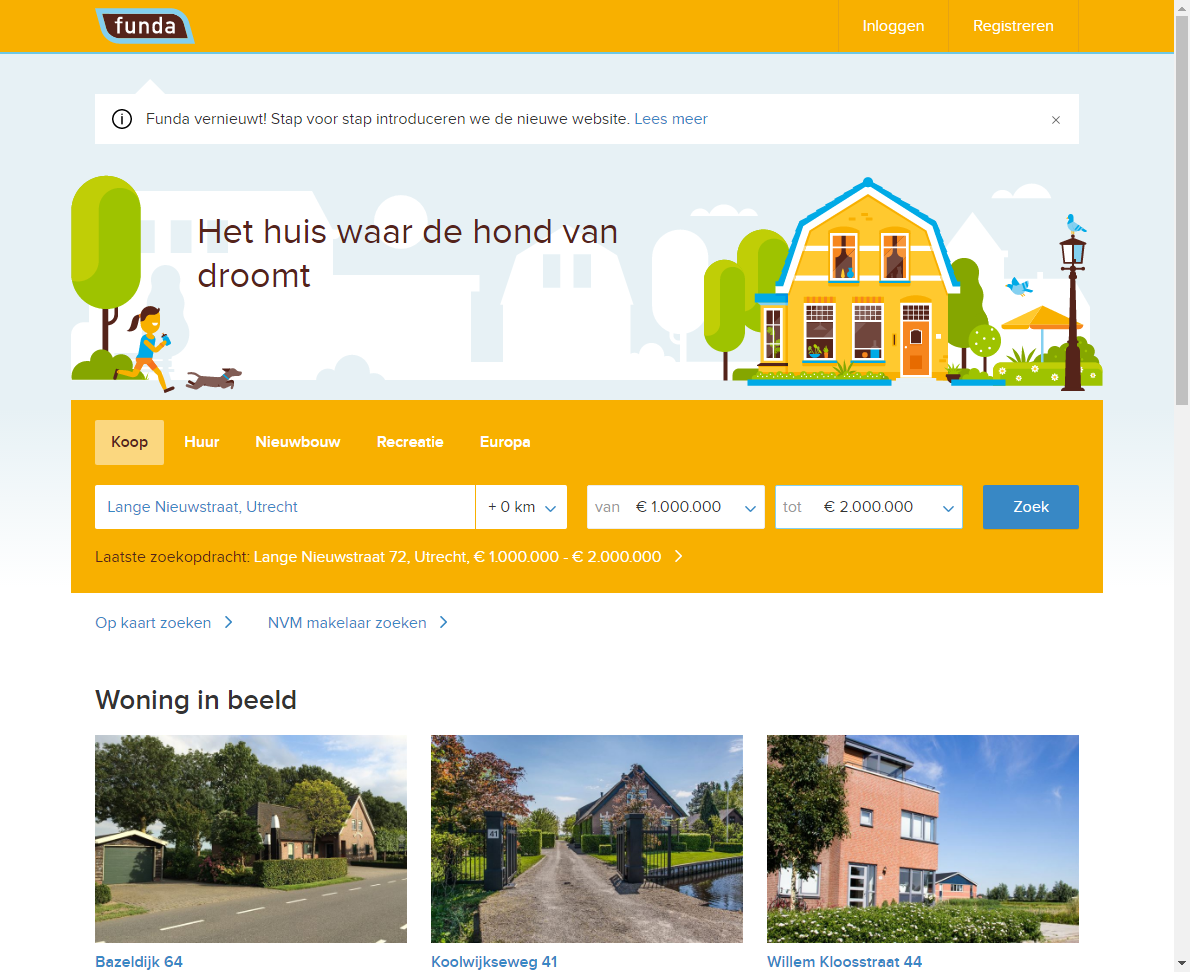 funda
Inloggen
Registreren
Funda vernieuwt! Stap voor stap introduceren we de nieuwe website. Lees meer
Het huis waar de hond van
droomt
Koop
Huur
Nieuwbouw
Recreatie
Europa
Lange Nieuwstraat, Utrecht
+ 0 km
van € 1.000.000
tot € 2.000.000
Zoek
Laatste zoekopdracht: Lange Nieuwstraat 72, Utrecht, € 1.000.000 - € 2.000.000
Op kaart zoeken
NVM makelaar zoeken
Woning in beeld
41
Bazeldijk 64
Koolwijkseweg 41
Willem Kloosstraat 44